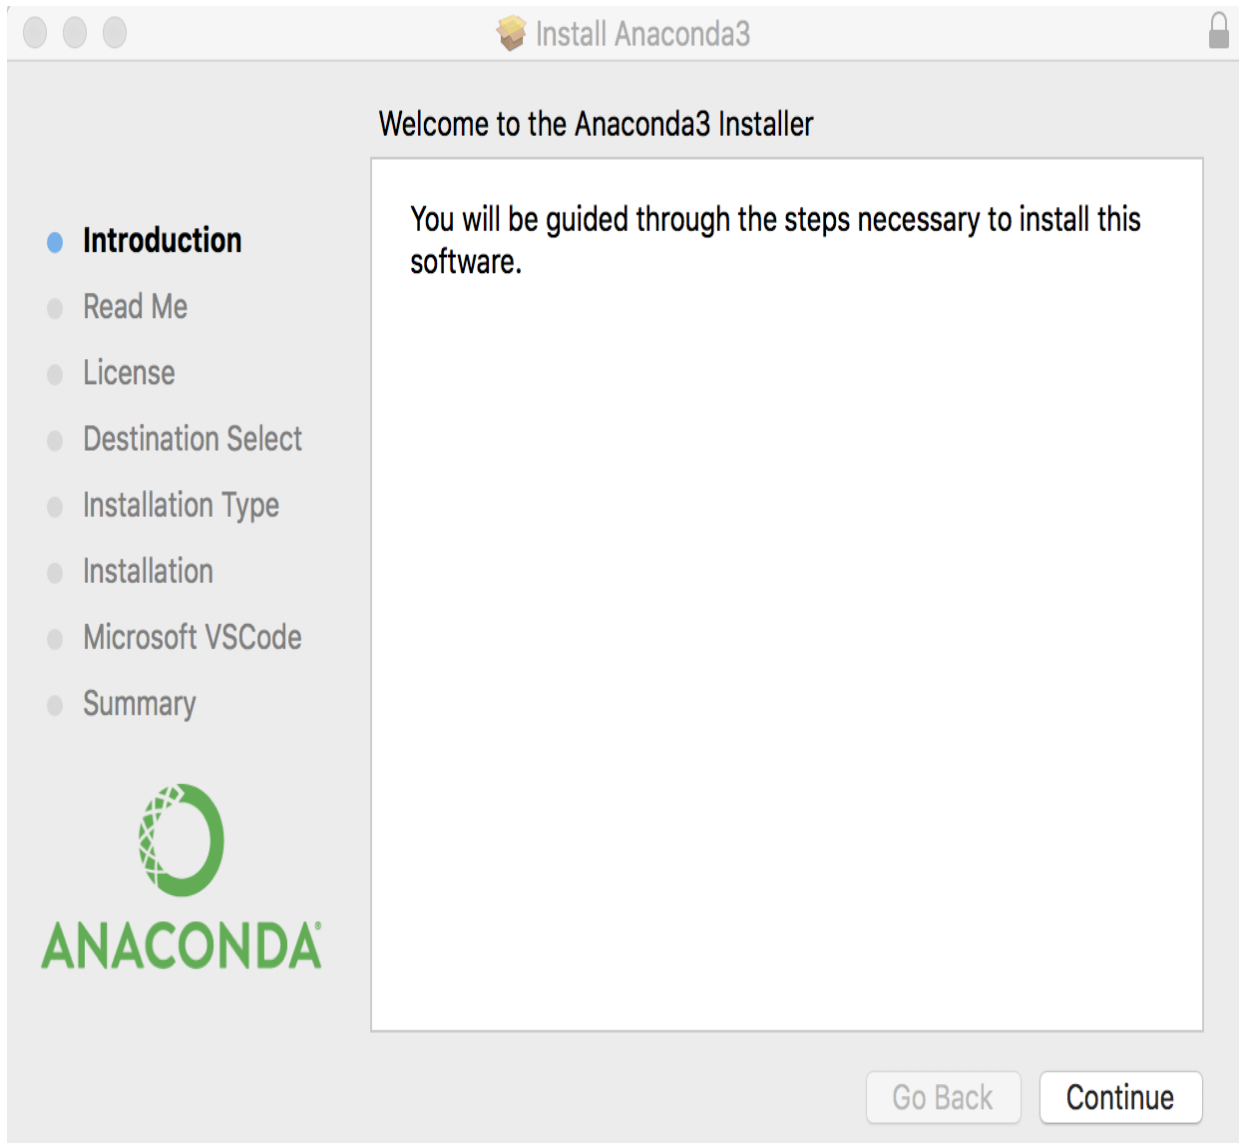 Install Anaconda3
Welcome to the Anaconda3 Installer
You will be guided through the steps necessary to install this
software.
Introduction
Read Me
License
Destination Select
Installation Type
Installation
Microsoft VSCode
Summary
ANACONDA®
Go Back
Continue